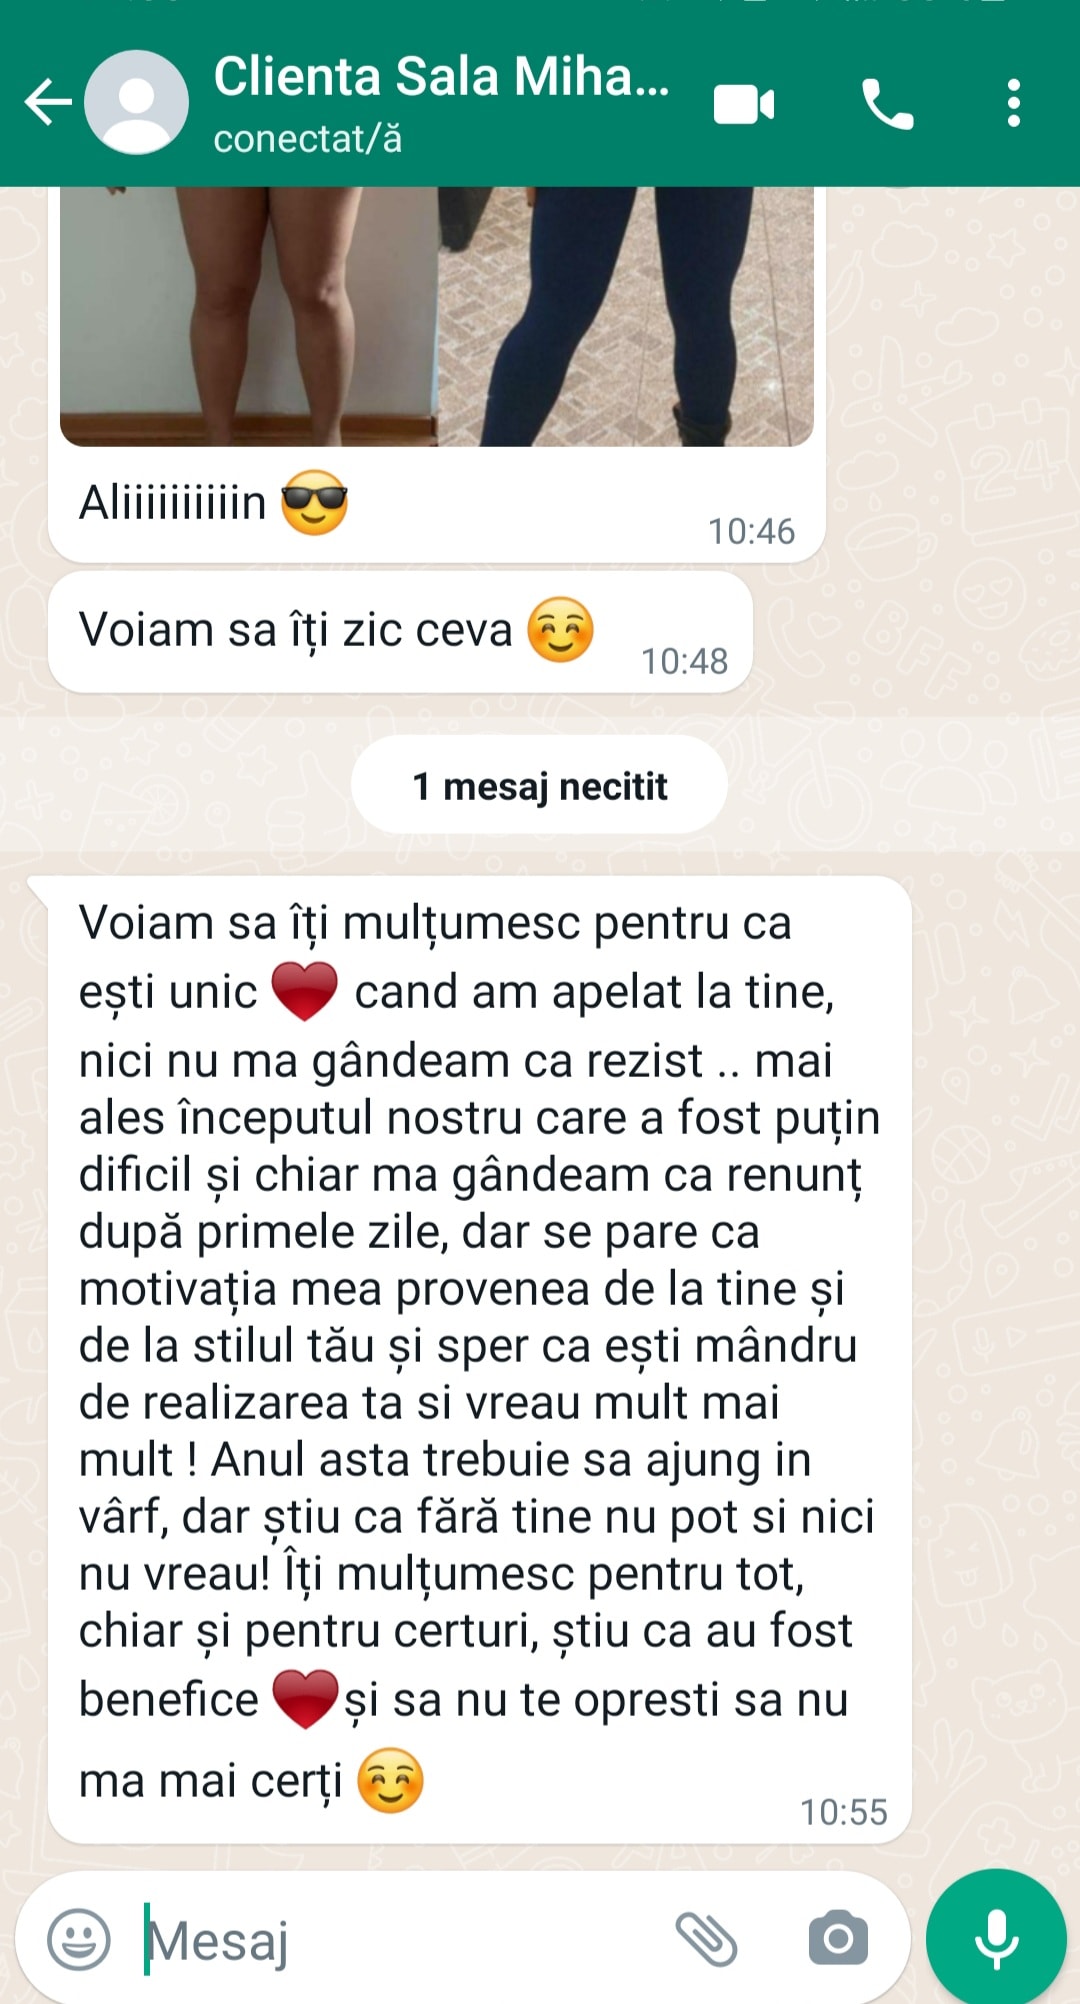 Clienta Sala Miha...
conectat/ă
Aliiiiiiiiiin 😎
10:46
Voiam sa îți zic ceva ☺️
10:48
1 mesaj necitit
Voiam sa îți mulțumesc pentru ca
ești unic ❤️ cand am apelat la tine,
nici nu ma gândeam ca rezist .. mai
ales începutul nostru care a fost puțin
dificil și chiar ma gândeam ca renunț
după primele zile, dar se pare ca
motivația mea provenea de la tine și
de la stilul tău și sper ca ești mândru
de realizarea ta si vreau mult mai
mult ! Anul asta trebuie sa ajung in
vârf, dar știu ca fără tine nu pot si nici
nu vreau! Îți mulțumesc pentru tot,
chiar și pentru certuri, știu ca au fost
benefice ❤️și sa nu te opresti sa nu
ma mai cerți ☺️
10:55
Mesaj